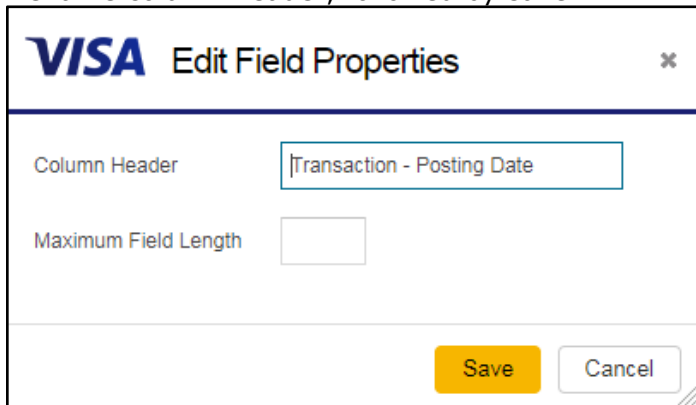 VISA Edit Field Properties
Column Header Transaction - Posting Date
Maximum Field Length
Save Cancel